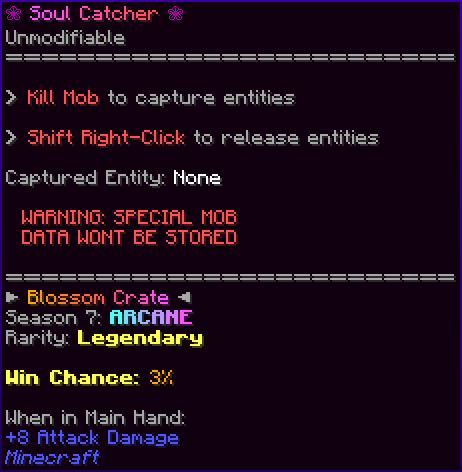 ❀ Soul Catcher ❀
Unmodifiable
==============================
> Kill Mob to capture entities
> Shift Right-Click to release entities
Captured Entity: None
WARNING: SPECIAL MOB
DATA WONT BE STORED
==============================
► Blossom Crate ◄
Season 7: ARCANE
Rarity: Legendary
Win Chance: 3%
When in Main Hand:
+8 Attack Damage
Minecraft